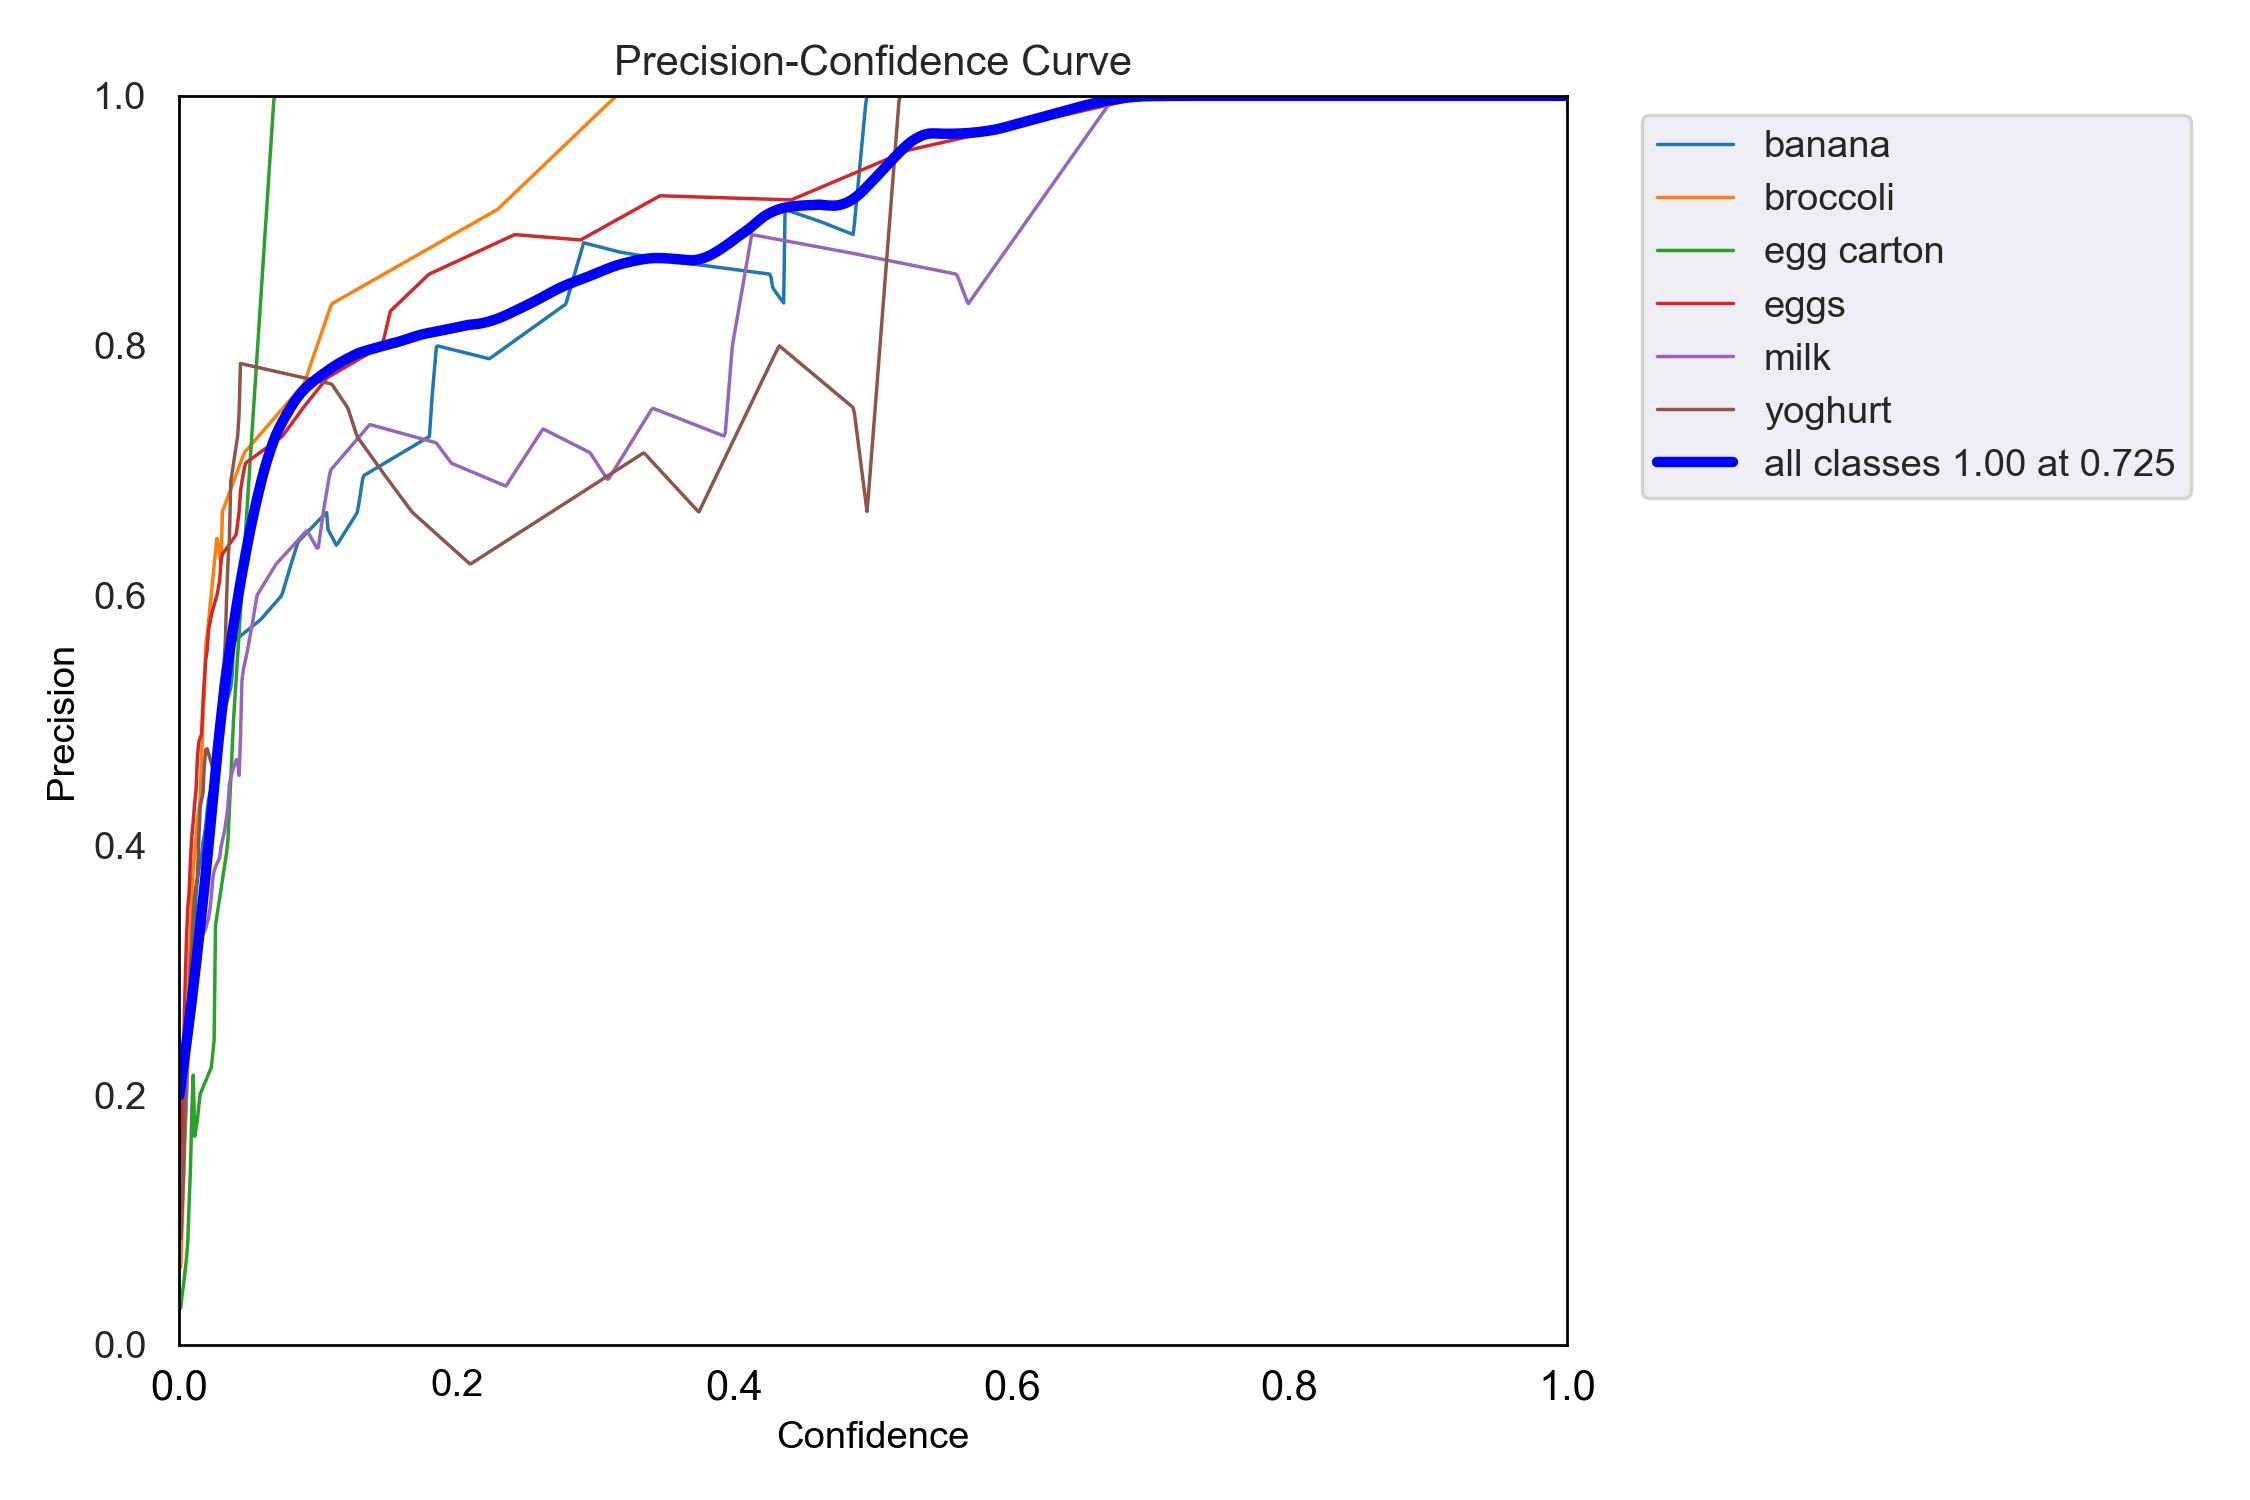 Precision-Confidence Curve
1.0
0.8
0.6
0.4
0.2
0.0
Precision
0.0 0.2 0.4 0.6 0.8 1.0
Confidence
banana
broccoli
egg carton
eggs
milk
yoghurt
all classes 1.00 at 0.725